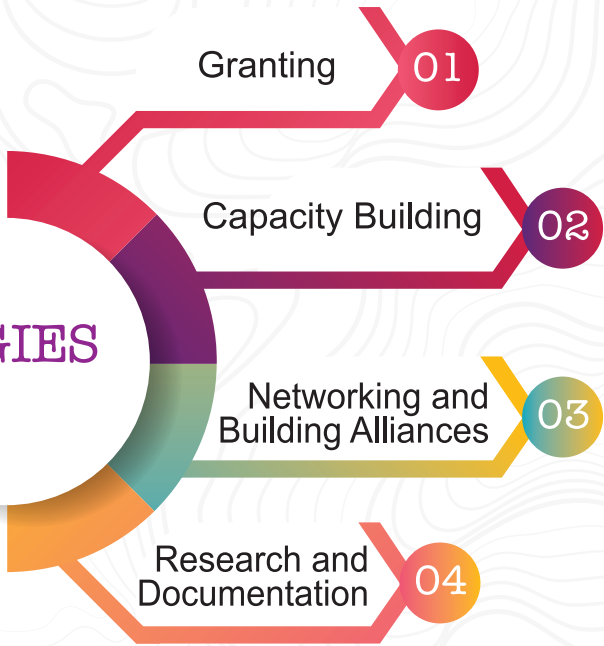 Granting
01
Capacity Building
02
GIES
Networking and
Building Alliances
03
Research and
Documentation
04